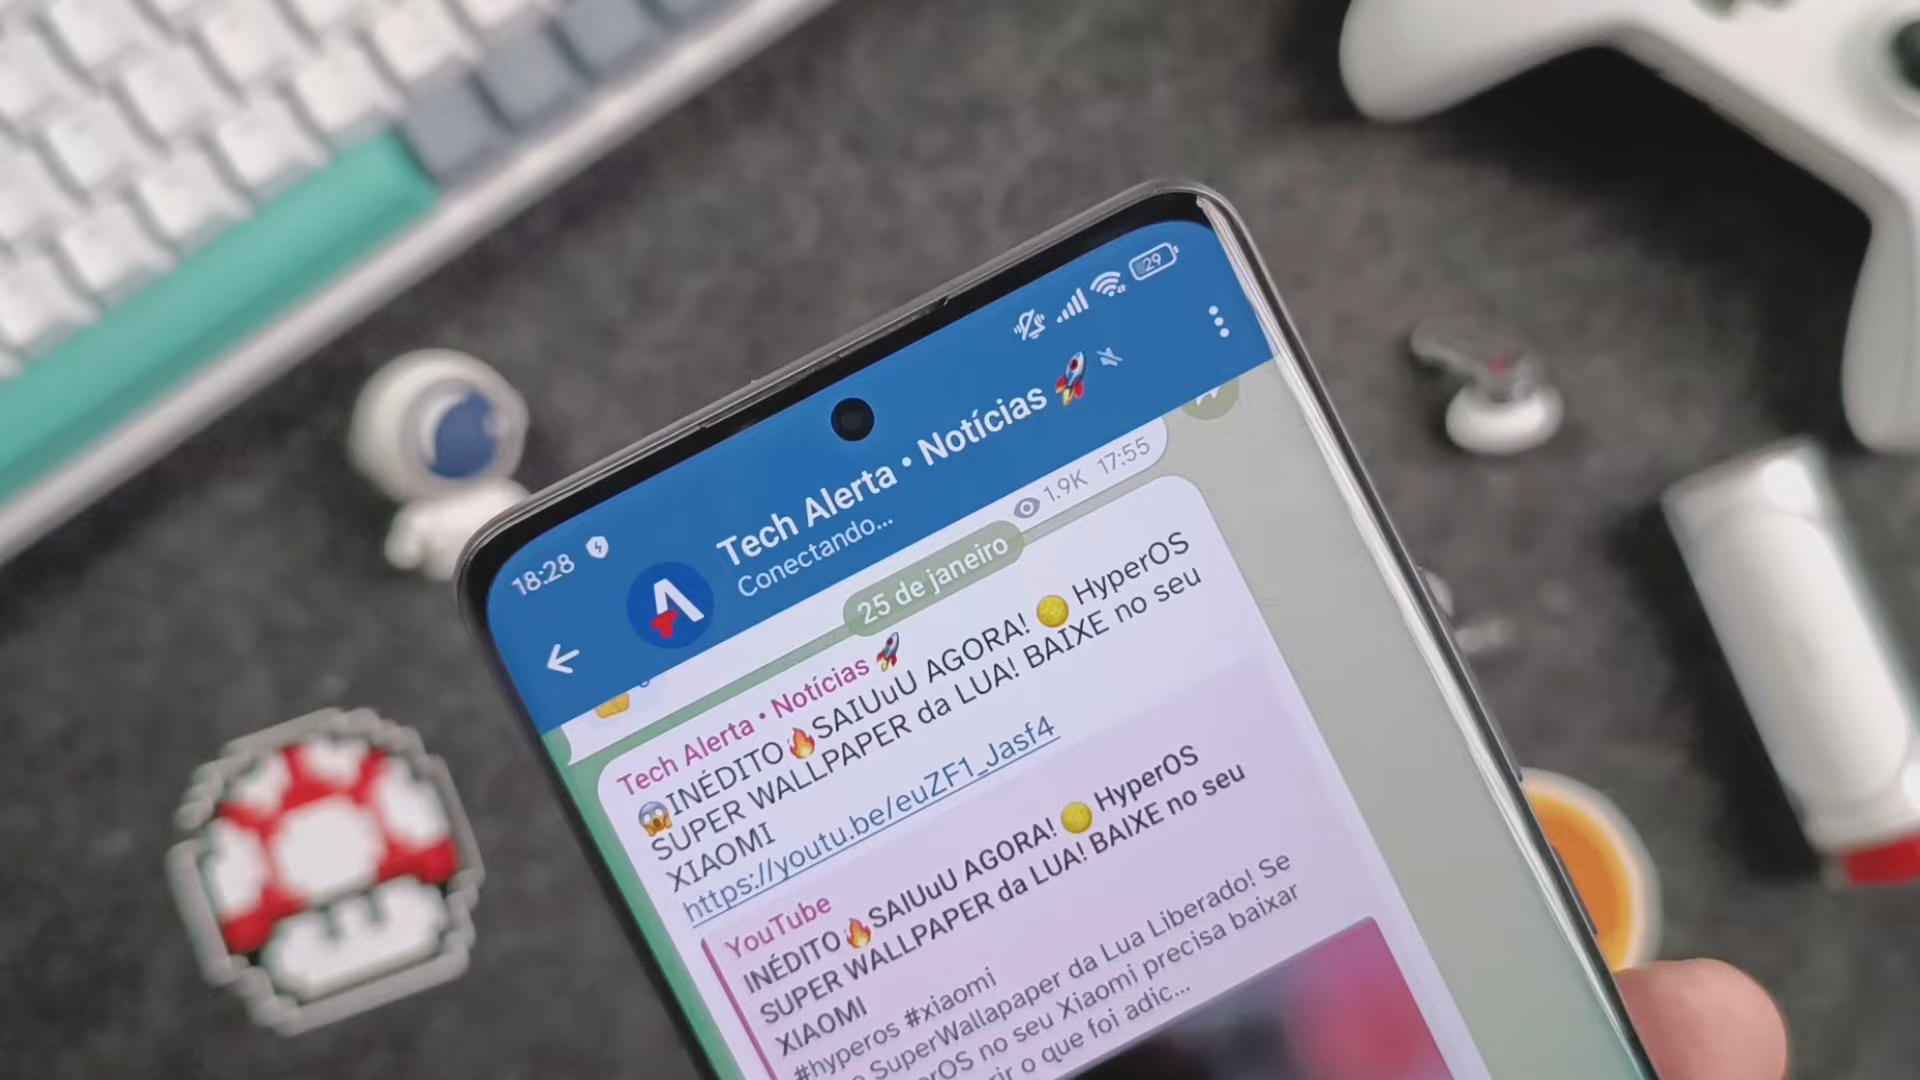 18:28
29
Tech Alerta • Notícias 🚀
Conectando...
1.9K 17:55
25 de janeiro
Tech Alerta • Notícias 🚀
😱INÉDITO🔥SAIUuU AGORA! 🟡 HyperOS
SUPER WALLPAPER da LUA! BAIXE no seu
XIAOMI
https://youtu.be/euZF1_Jasf4
YouTube
INÉDITO🔥SAIUuU AGORA! 🟡 HyperOS
SUPER WALLPAPER da LUA! BAIXE no seu
XIAOMI
#hyperos #xiaomi
SuperWallapaper da Lua Liberado! Se
no seu Xiaomi precisa baixar
o que foi adic...